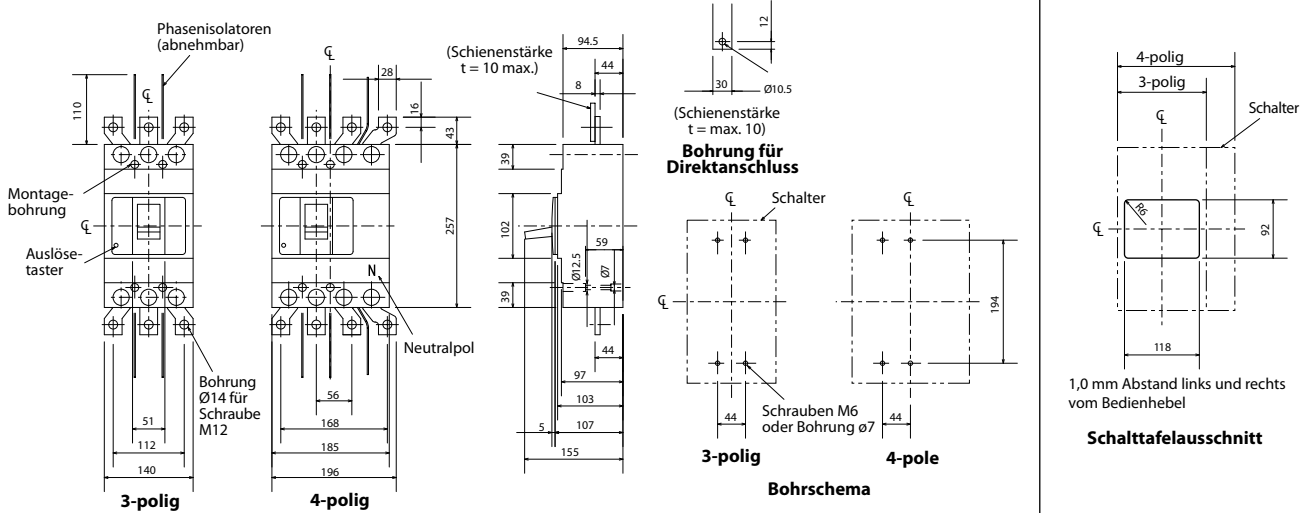 Phasenisolatoren
(abnehmbar)
℄
℄
110
28
16
43
39
102
257
39
Montage-
bohrung
℄
Auslöse-
taster
N
Neutralpol
Bohrung
Ø14 für
Schraube
M12
51
112
140
3-polig
56
168
185
196
4-polig
(Schienenstärke
t = 10 max.)
94.5
44
8
59
Ø12.5
Ø7
44
97
103
5
107
155
12
30
Ø10.5
(Schienenstärke
t = max. 10)
Bohrung für
Direktanschluss
℄
Schalter
℄
℄
194
44
44
Schrauben M6
oder Bohrung ø7
3-polig
4-pole
Bohrschema
4-polig
3-polig
℄
Schalter
R6
℄
92
118
1,0 mm Abstand links und rechts
vom Bedienhebel
Schalttafelausschnitt